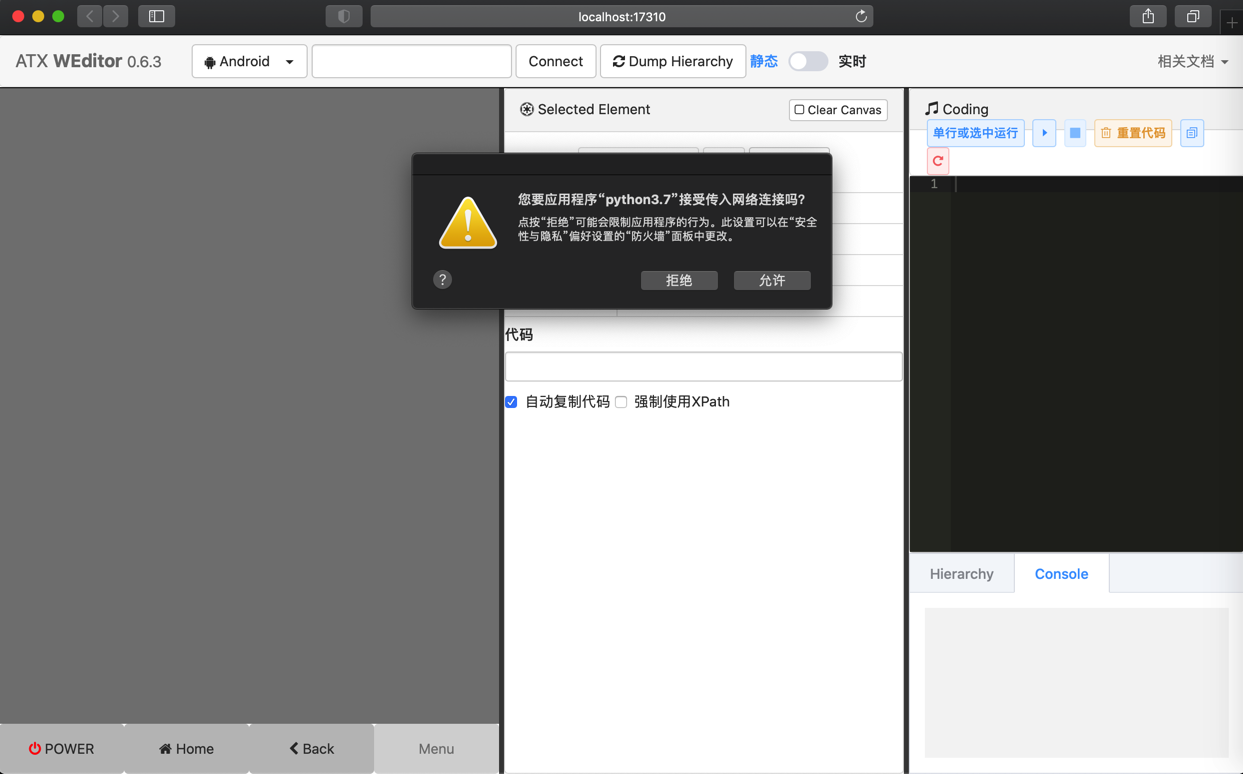 localhost:17310
ATX WEditor 0.6.3
Android
Connect
Dump Hierarchy
静态
实时
相关文档
Selected Element
Clear Canvas
Coding
单行或选中运行
重置代码
1
您要应用程序“python3.7”接受传入网络连接吗?
点按“拒绝”可能会限制应用程序的行为。此设置可以在“安全
性与隐私”偏好设置的“防火墙”面板中更改。
?
拒绝
允许
代码
自动复制代码
强制使用XPath
Hierarchy
Console
POWER
Home
Back
Menu